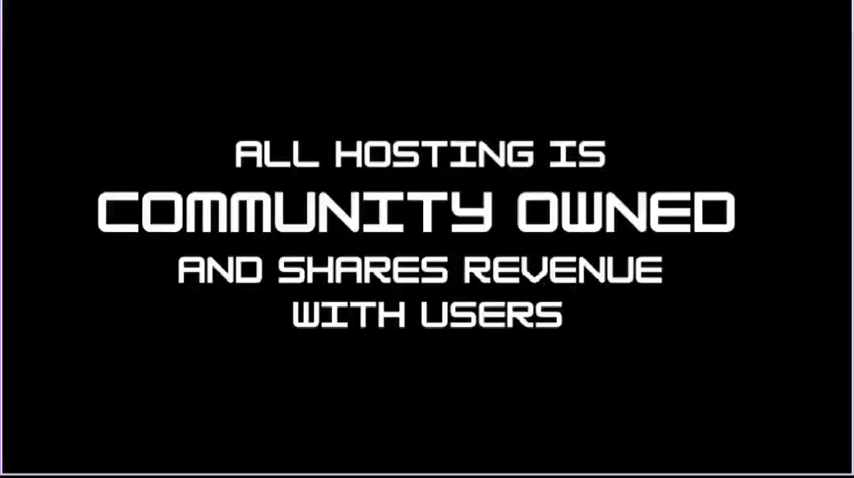 ALL HOSTING IS
COMMUNITY OWNED
AND SHARES REVENUE
WITH USERS